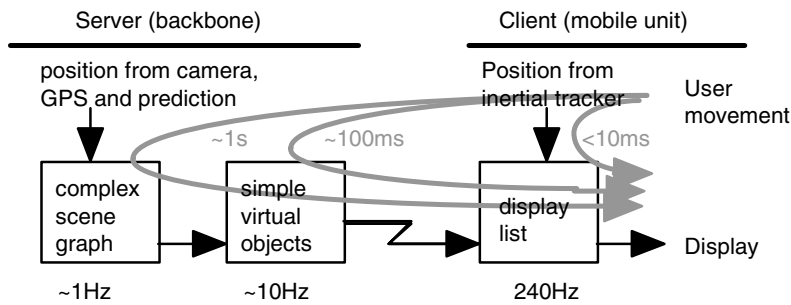 Server (backbone)
Client (mobile unit)
position from camera,
GPS and prediction
Position from
inertial tracker
User
movement
~1s
~100ms
<10ms
complex
scene
graph
simple
virtual
objects
display
list
Display
~1Hz
~10Hz
240Hz